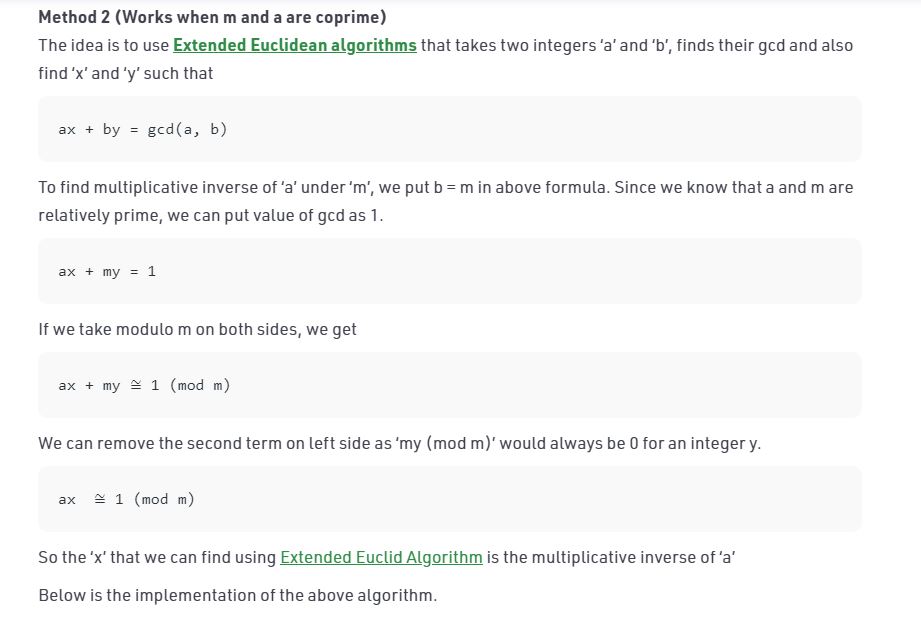 Method 2 (Works when m and a are coprime)
The idea is to use Extended Euclidean algorithms that takes two integers ‘a’ and ‘b’, finds their gcd and also
find ‘x’ and ‘y’ such that
ax + by = gcd(a, b)
To find multiplicative inverse of ‘a’ under ‘m’, we put b = m in above formula. Since we know that a and m are
relatively prime, we can put value of gcd as 1.
ax + my = 1
If we take modulo m on both sides, we get
ax + my ≅ 1 (mod m)
We can remove the second term on left side as ‘my (mod m)’ would always be 0 for an integer y.
ax  ≅ 1 (mod m)
So the ‘x’ that we can find using Extended Euclid Algorithm is the multiplicative inverse of ‘a’
Below is the implementation of the above algorithm.